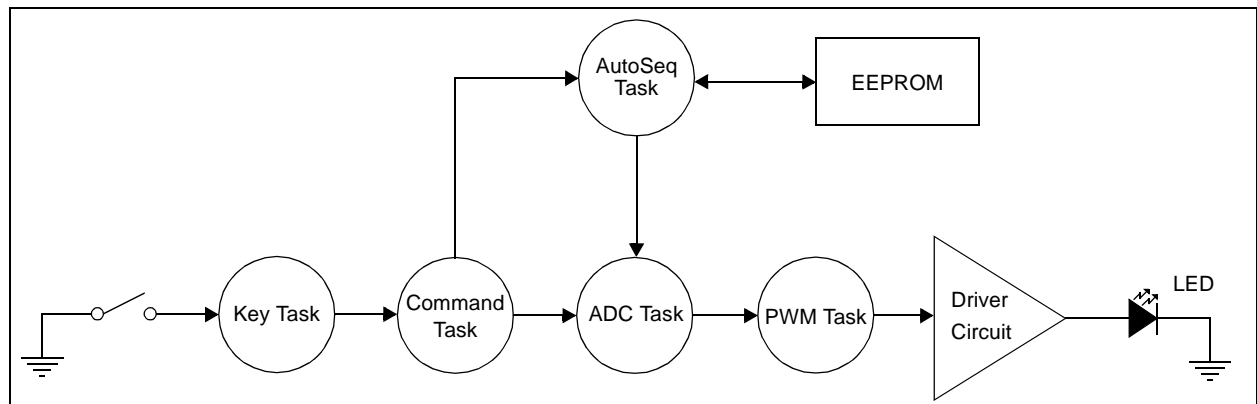 AutoSeq
Task
EEPROM
Key Task
Command
Task
ADC Task
PWM Task
Driver
Circuit
LED